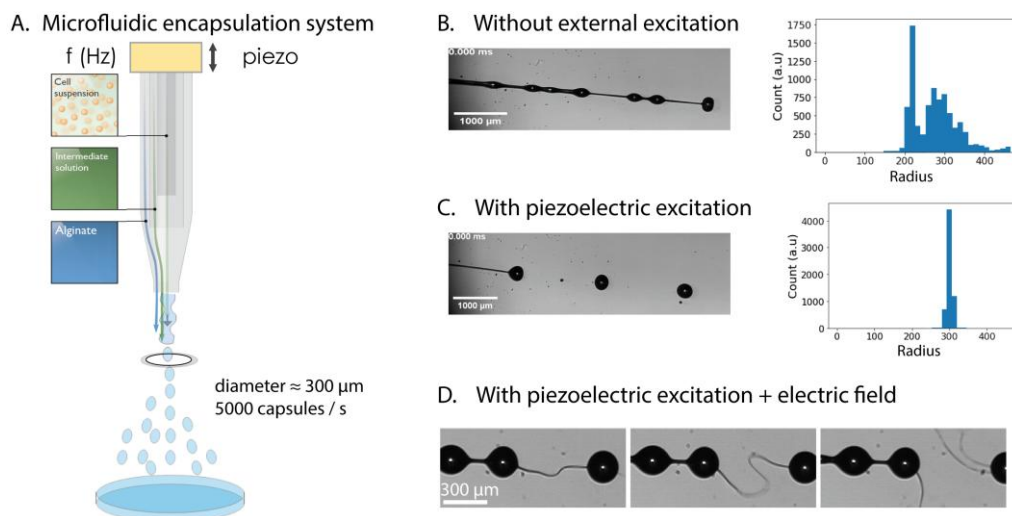 A. Microfluidic encapsulation system
f (Hz)
piezo
Cell
suspension
Intermediate
solution
Alginate
diameter ≈ 300 µm
5000 capsules / s
B. Without external excitation
0.000 ms
1000 µm
Count (a.u)
1750
1500
1250
1000
750
500
250
0
0
100
200
300
400
Radius
C. With piezoelectric excitation
0.000 ms
1000 µm
Count (a.u)
4000
3000
2000
1000
0
0
100
200
300
400
Radius
D. With piezoelectric excitation + electric field
300 µm